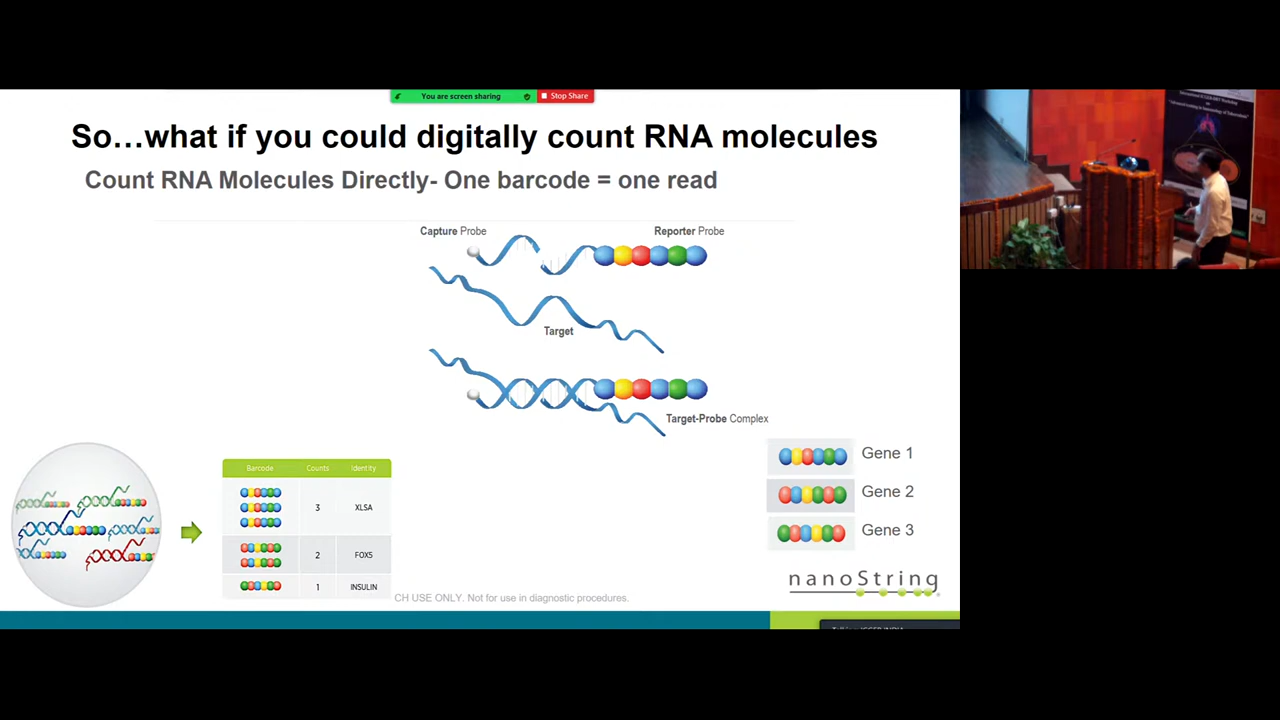 You are screen sharing
Stop Share
So…what if you could digitally count RNA molecules
Count RNA Molecules Directly- One barcode = one read
Capture Probe
Reporter Probe
Target
Target-Probe Complex
Barcode Counts Identity
3 XLSA
2 FOX5
1 INSULIN
Gene 1
Gene 2
Gene 3
nanoString
CH USE ONLY. Not for use in diagnostic procedures.